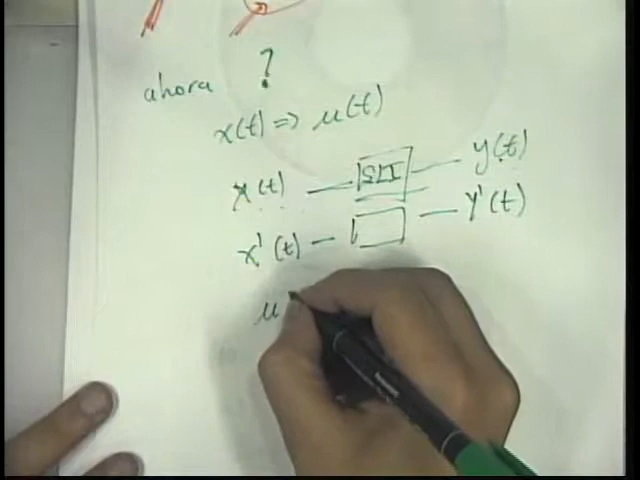 ahora ?
x(t) => u(t)
x(t) — SLI — y(t)
x'(t) — — y'(t)
u